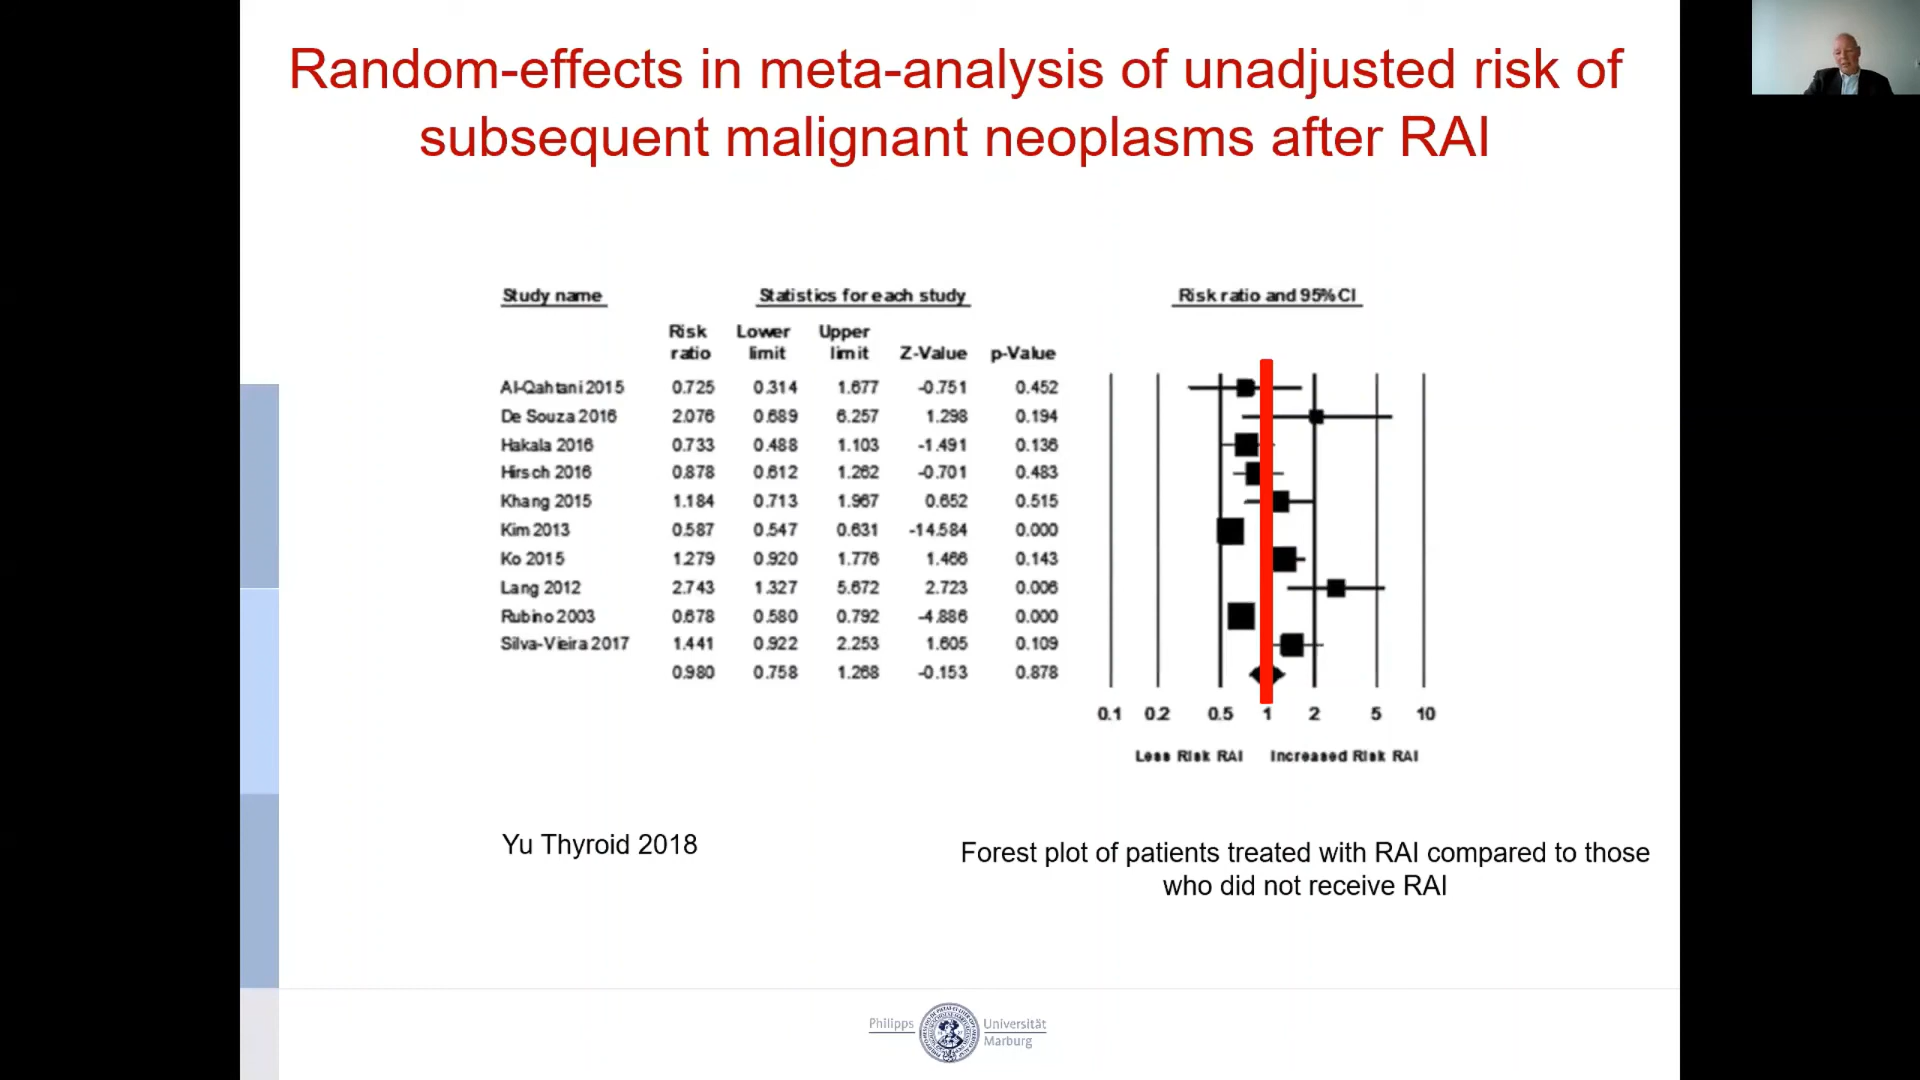 Random-effects in meta-analysis of unadjusted risk of
subsequent malignant neoplasms after RAI
Study name Statistics for each study Risk ratio and 95% CI
Risk Lower Upper
ratio limit limit Z-Value p-Value
Al-Qahtani 2015 0.725 0.314 1.677 -0.751 0.452
De Souza 2016 2.076 0.689 6.257 1.298 0.194
Hakala 2016 0.733 0.488 1.103 -1.491 0.136
Hirsch 2016 0.878 0.612 1.262 -0.701 0.483
Khang 2015 1.184 0.713 1.967 0.652 0.515
Kim 2013 0.587 0.547 0.631 -14.584 0.000
Ko 2015 1.279 0.920 1.776 1.466 0.143
Lang 2012 2.743 1.327 5.672 2.723 0.006
Rubino 2003 0.678 0.580 0.792 -4.886 0.000
Silva-Vieira 2017 1.441 0.922 2.253 1.605 0.109
0.980 0.758 1.268 -0.153 0.878
0.1 0.2 0.5 1 2 5 10
Less Risk RAI Increased Risk RAI
Yu Thyroid 2018
Forest plot of patients treated with RAI compared to those
who did not receive RAI
Philipps Universität
Marburg